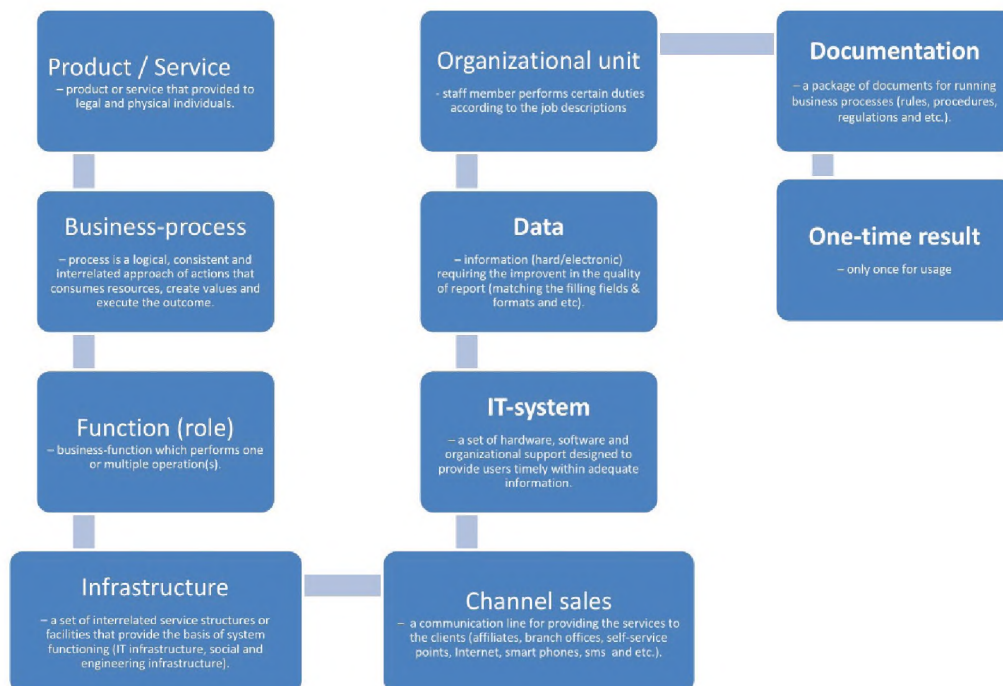 Product / Service
– product or service that provided to
legal and physical individuals.
Business-process
– process is a logical, consistent and
interrelated approach of actions that
consumes resources, create values and
execute the outcome.
Function (role)
– business-function which performs one
or multiple operation(s).
Infrastructure
– a set of interrelated service structures or
facilities that provide the basis of system
functioning (IT infrastructure, social and
engineering infrastructure).
Channel sales
– a communication line for providing the services to
the clients (affiliates, branch offices, self-service
points, Internet, smart phones, sms and etc.).
IT-system
– a set of hardware, software and
organizational support designed to
provide users timely within adequate
information.
Data
– information (hard/electronic)
requiring the improvent in the quality
of report (matching the filling fields &
formats and etc).
Organizational unit
- staff member performs certain duties
according to the job descriptions
Documentation
– a package of documents for running
business processes (rules, procedures,
regulations and etc.).
One-time result
– only once for usage